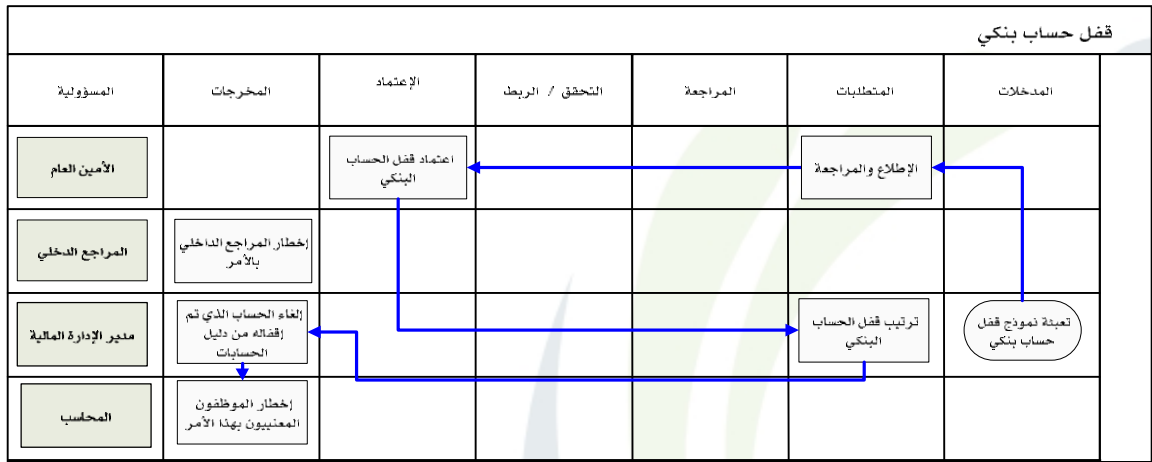 قفل حساب بنكي
المدخلات
المتطلبات
المراجعة
التحقق / الربط
الإعتماد
المخرجات
المسؤولية
الإطلاع والمراجعة
اعتماد قفل الحساب
البنكي
الأمين العام
إخطار المراجع الداخلي
بالأمر
المراجع الدخلي
تعبئة نموذج قفل
حساب بنكي
ترتيب قفل الحساب
البنكي
إلغاء الحساب الذي تم
إقفاله من دليل
الحسابات
مدير الإدارة المالية
إخطار الموظفون
المعنييون بهذا الأمر
المحاسب